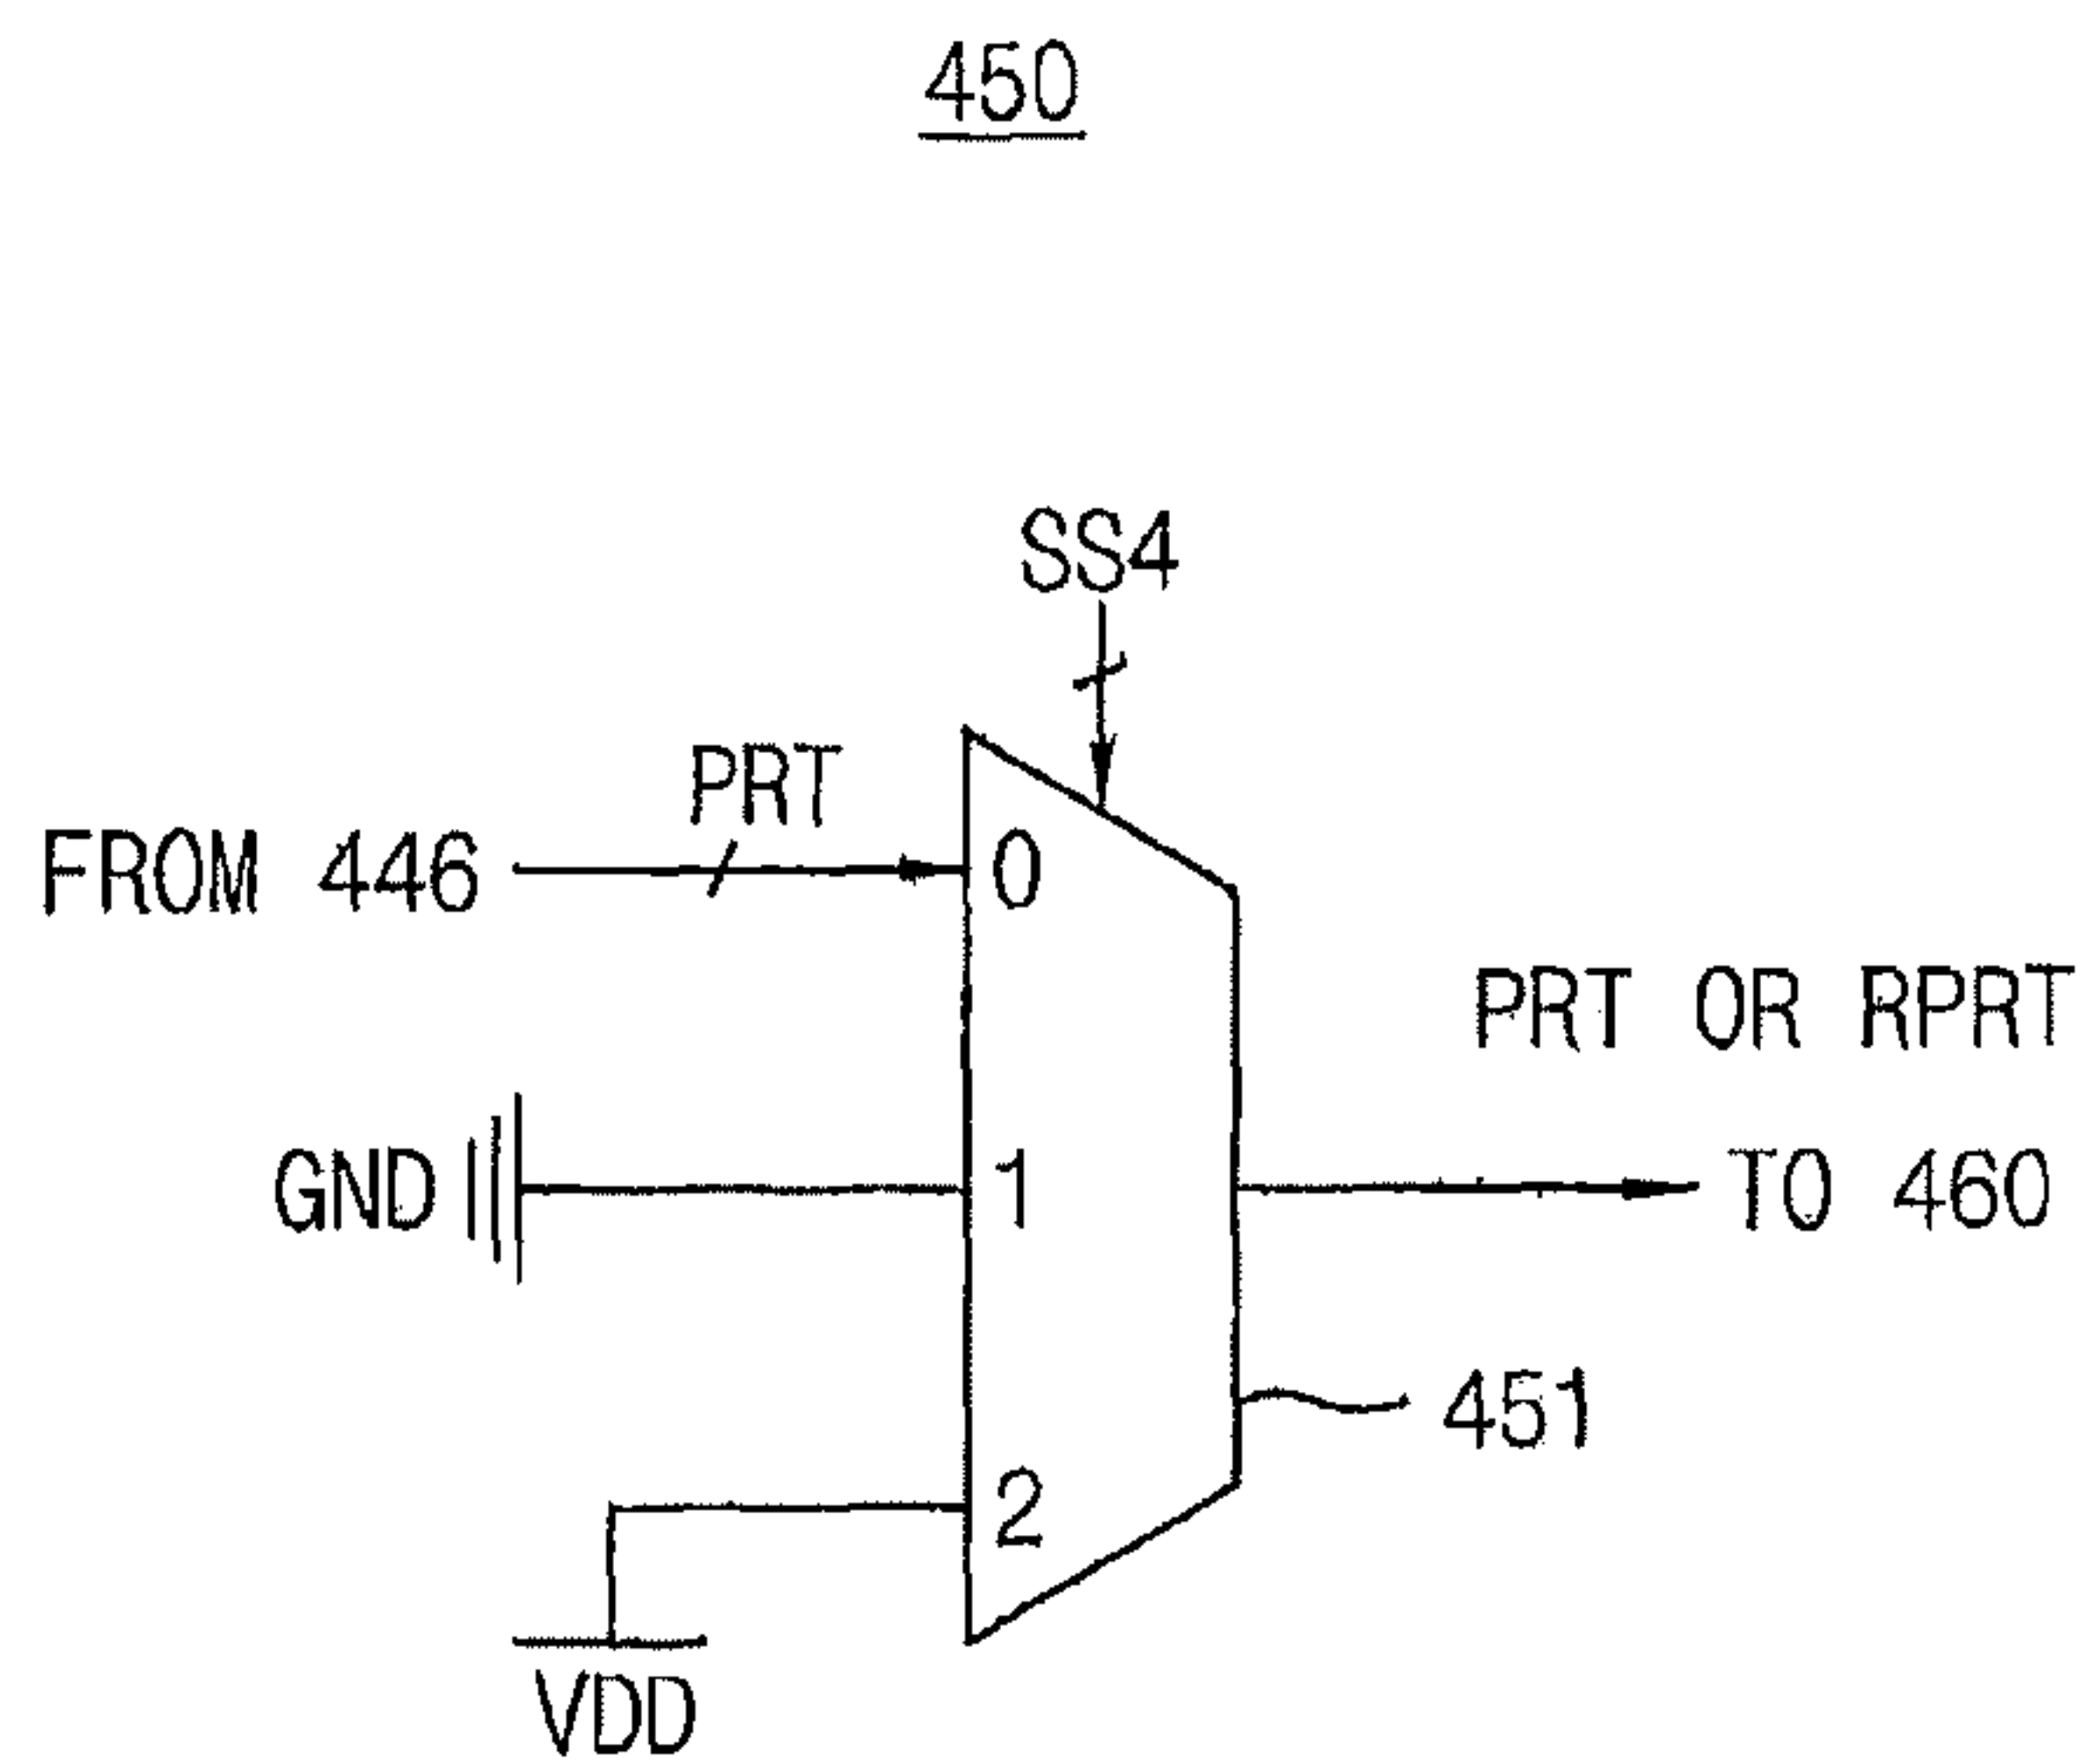 450
SS4
PRT
FROM 446
0
PRT OR RPRT
GND
1
TO 460
451
2
VDD